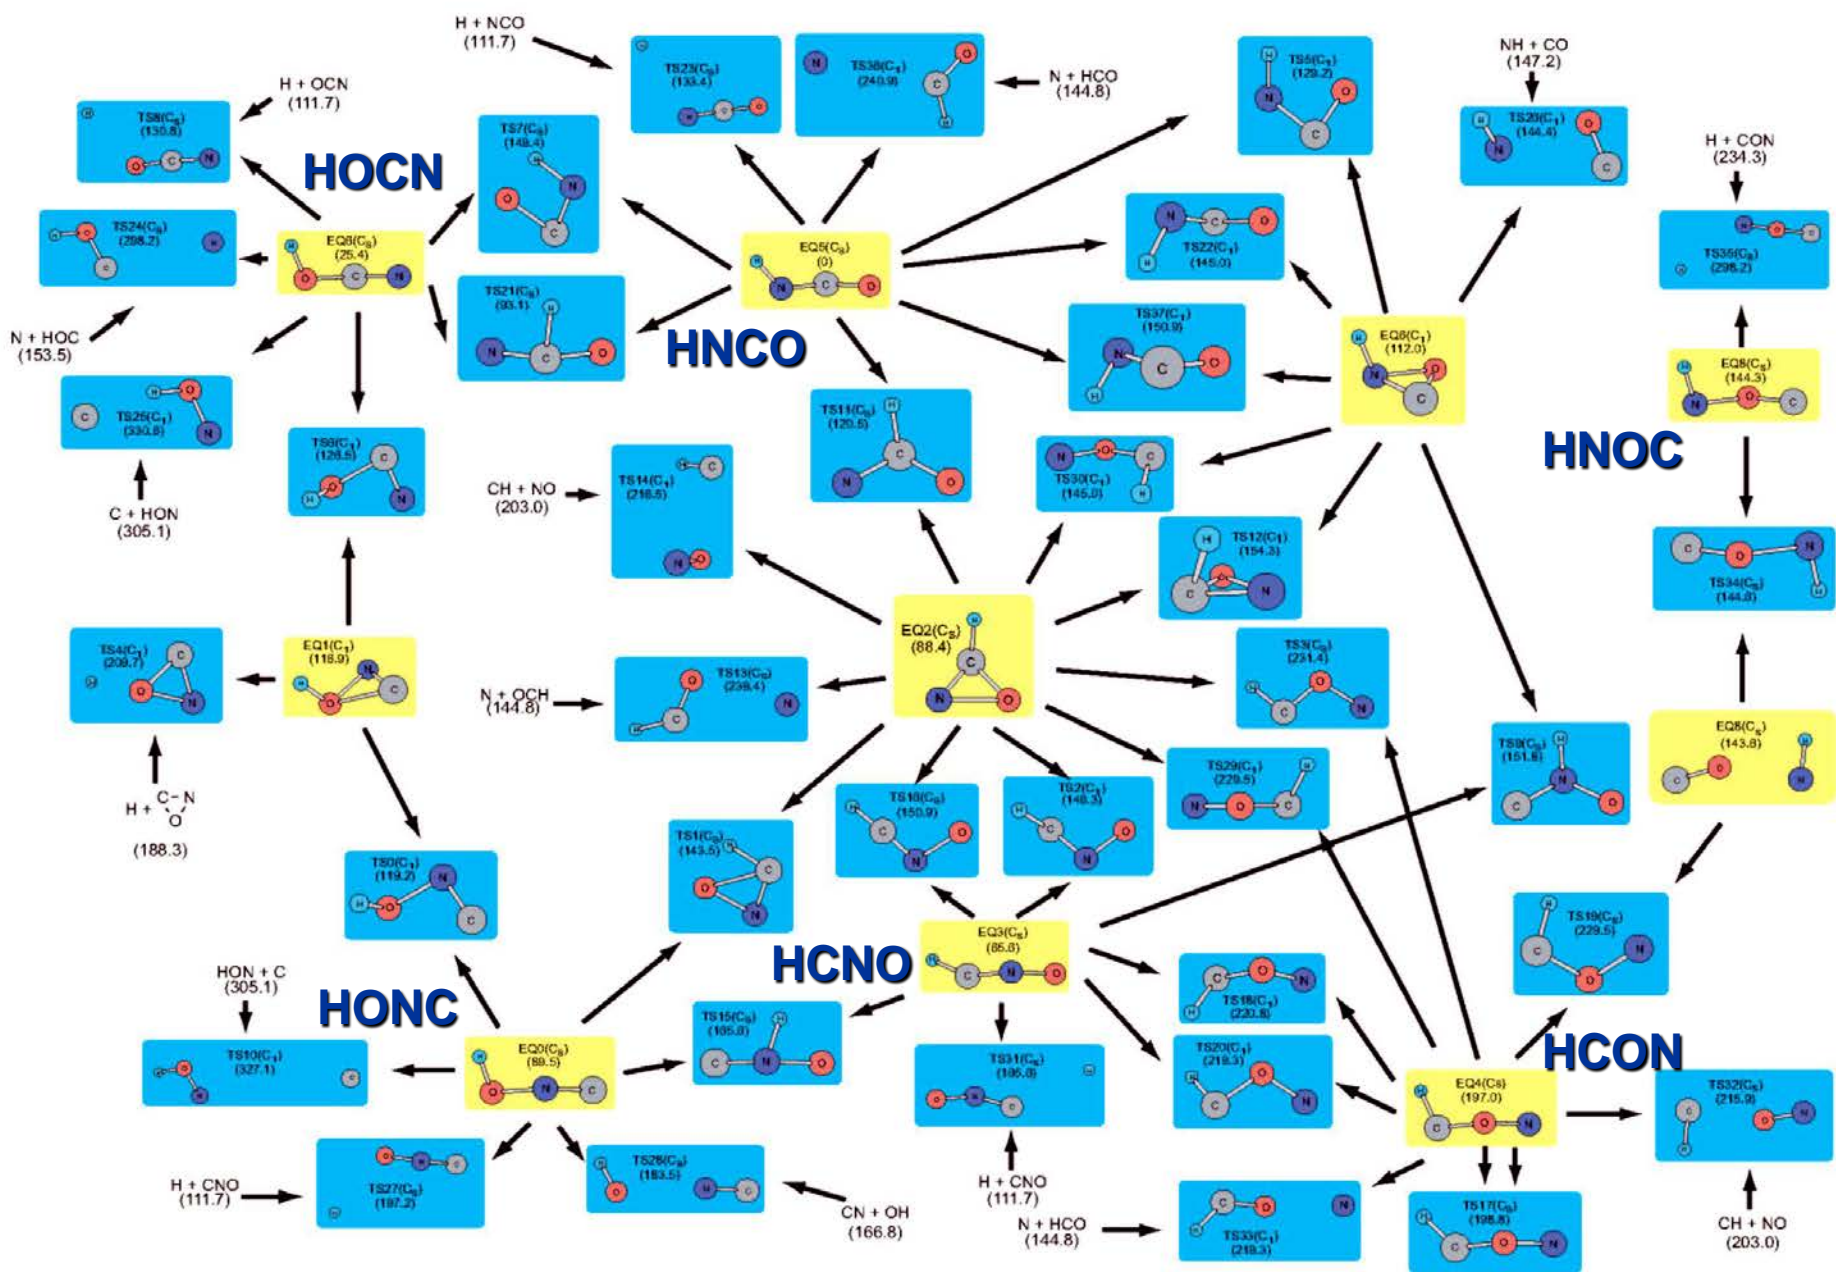 H + NCO
(111.7)
TS23(Cs)
(133.4)
TS38(C1)
(240.9)
N + HCO
(144.8)
TS5(C1)
(129.2)
NH + CO
(147.2)
TS26(C1)
(144.4)
H + OCN
(111.7)
TS8(Cs)
(130.8)
HOCN
TS7(Cs)
(149.4)
H + CON
(234.3)
TS24(Cs)
(298.2)
EQ6(Cs)
(25.4)
EQ5(Cs)
(0)
TS22(C1)
(145.0)
TS35(Cs)
(298.2)
N + HOC
(153.5)
TS21(Cs)
(93.1)
HNCO
TS37(C1)
(150.9)
EQ6(C1)
(112.0)
EQ8(Cs)
(144.3)
HNOC
TS25(C1)
(330.8)
TS6(C1)
(126.5)
TS11(Cs)
(120.5)
TS30(C1)
(145.0)
C + HON
(305.1)
CH + NO
(203.0)
TS14(C1)
(216.5)
TS12(C1)
(154.3)
TS34(Cs)
(144.8)
TS4(C1)
(209.7)
EQ1(C1)
(116.9)
EQ2(Cs)
(88.4)
TS3(Cs)
(231.4)
N + OCH
(144.8)
TS13(Cs)
(239.4)
EQ8(Cs)
(143.8)
TS9(Cs)
(151.8)
H +
C – N
O
(188.3)
TS29(C1)
(229.5)
TS16(Cs)
(150.9)
TS2(C1)
(149.3)
TS1(Cs)
(143.5)
TS0(C1)
(119.2)
TS19(Cs)
(229.5)
HCNO
EQ3(Cs)
(85.6)
HON + C
(305.1)
HONC
TS18(C1)
(220.8)
TS10(C1)
(327.1)
EQ0(Cs)
(89.5)
TS15(Cs)
(165.8)
TS31(Cs)
(185.8)
TS20(C1)
(218.3)
HCON
EQ4(Cs)
(197.0)
TS32(Cs)
(215.9)
H + CNO
(111.7)
TS27(Cs)
(187.2)
TS28(Cs)
(183.5)
CN + OH
(166.8)
H + CNO
(111.7)
N + HCO
(144.8)
TS33(C1)
(218.3)
TS17(Cs)
(198.8)
CH + NO
(203.0)